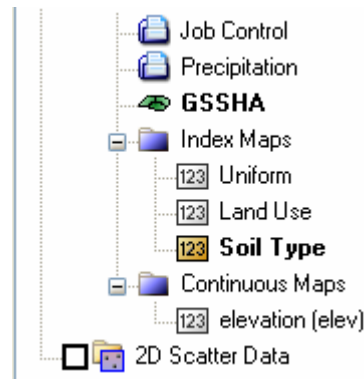 Job Control
Precipitation
GSSHA
Index Maps
123 Uniform
123 Land Use
123 Soil Type
Continuous Maps
123 elevation (elev)
2D Scatter Data